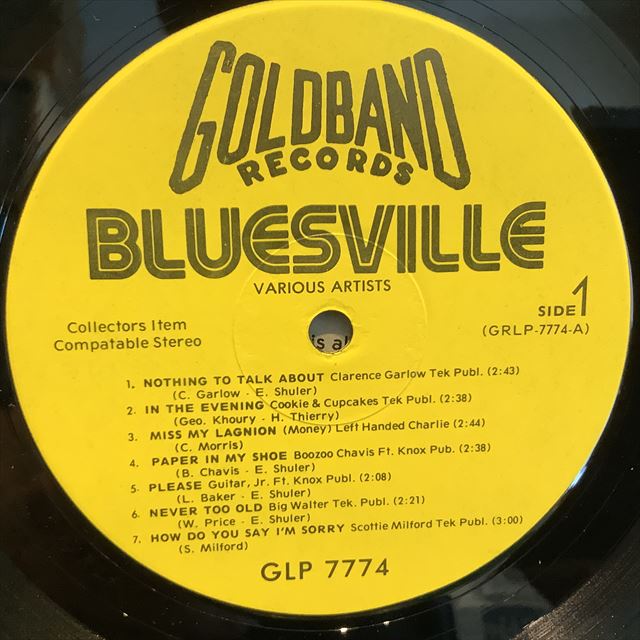 GOLDBAND
RECORDS
BLUESVILLE
VARIOUS ARTISTS
SIDE 1
(GRLP-7774-A)
Collectors Item
Compatable Stereo
is al
1. NOTHING TO TALK ABOUT Clarence Garlow Tek Publ. (2:43)
(C. Garlow - E. Shuler)
2. IN THE EVENING Cookie & Cupcakes Tek Publ. (2:38)
(Geo. Khoury - H. Thierry)
3. MISS MY LAGNION (Money) Left Handed Charlie (2:44)
(C. Morris)
4. PAPER IN MY SHOE Boozoo Chavis Ft. Knox Pub. (2:38)
(B. Chavis - E. Shuler)
5. PLEASE Guitar, Jr. Ft. Knox Publ. (2:08)
(L. Baker - E. Shuler)
6. NEVER TOO OLD Big Walter Tek. Publ. (2:21)
(W. Price - E. Shuler)
7. HOW DO YOU SAY I'M SORRY Scottie Milford Tek Publ. (3:00)
(S. Milford)
GLP 7774